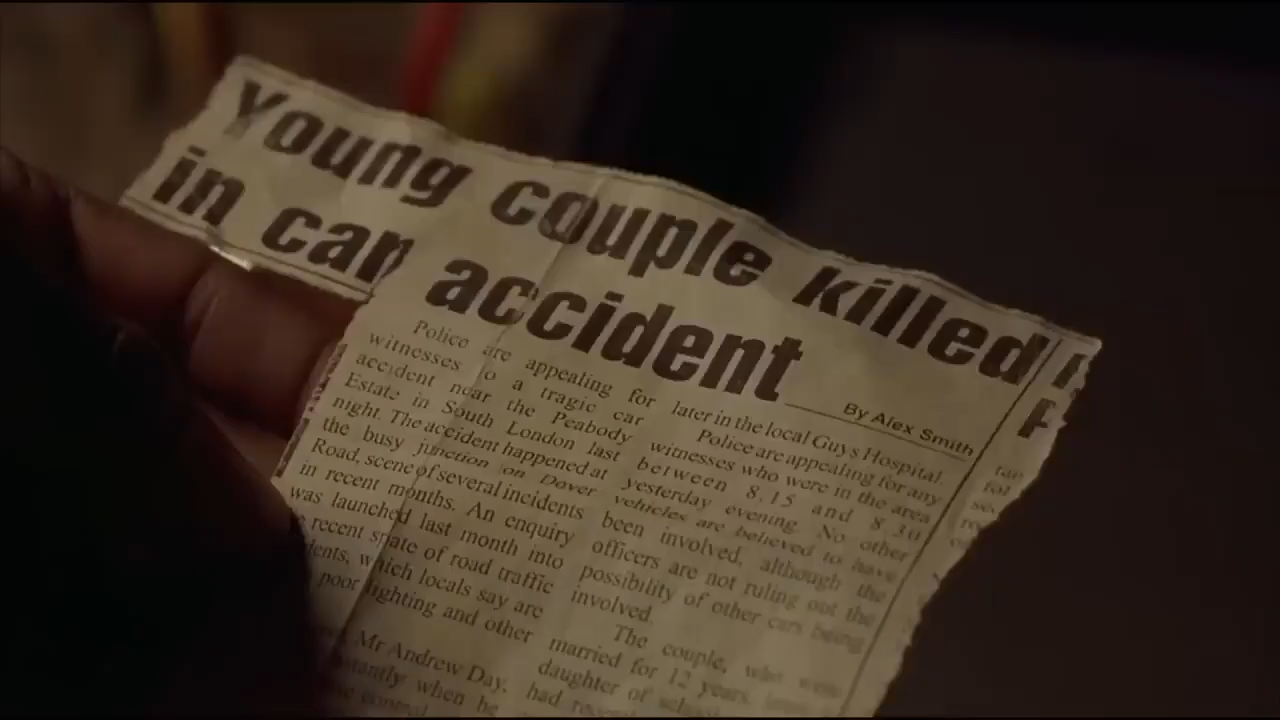 Young couple killed
in car accident
By Alex Smith
Police are appealing for
witnesses to a tragic car
accident near the Peabody
Estate in South London last
night. The accident happened at
the busy junction on Dover
Road, scene of several incidents
in recent months. An enquiry
was launched last month into
recent spate of road traffic
which locals say are
poor lighting and other
Mr Andrew Day,
when he
later in the local Guys Hospital.
Police are appealing for any
witnesses who were in the area
between 8.15 and 8.30
yesterday evening. No other
vehicles are believed to have
been involved, although the
officers are not ruling out the
possibility of other cars being
involved.
The couple, who were
married for 12 years,
daughter of
had